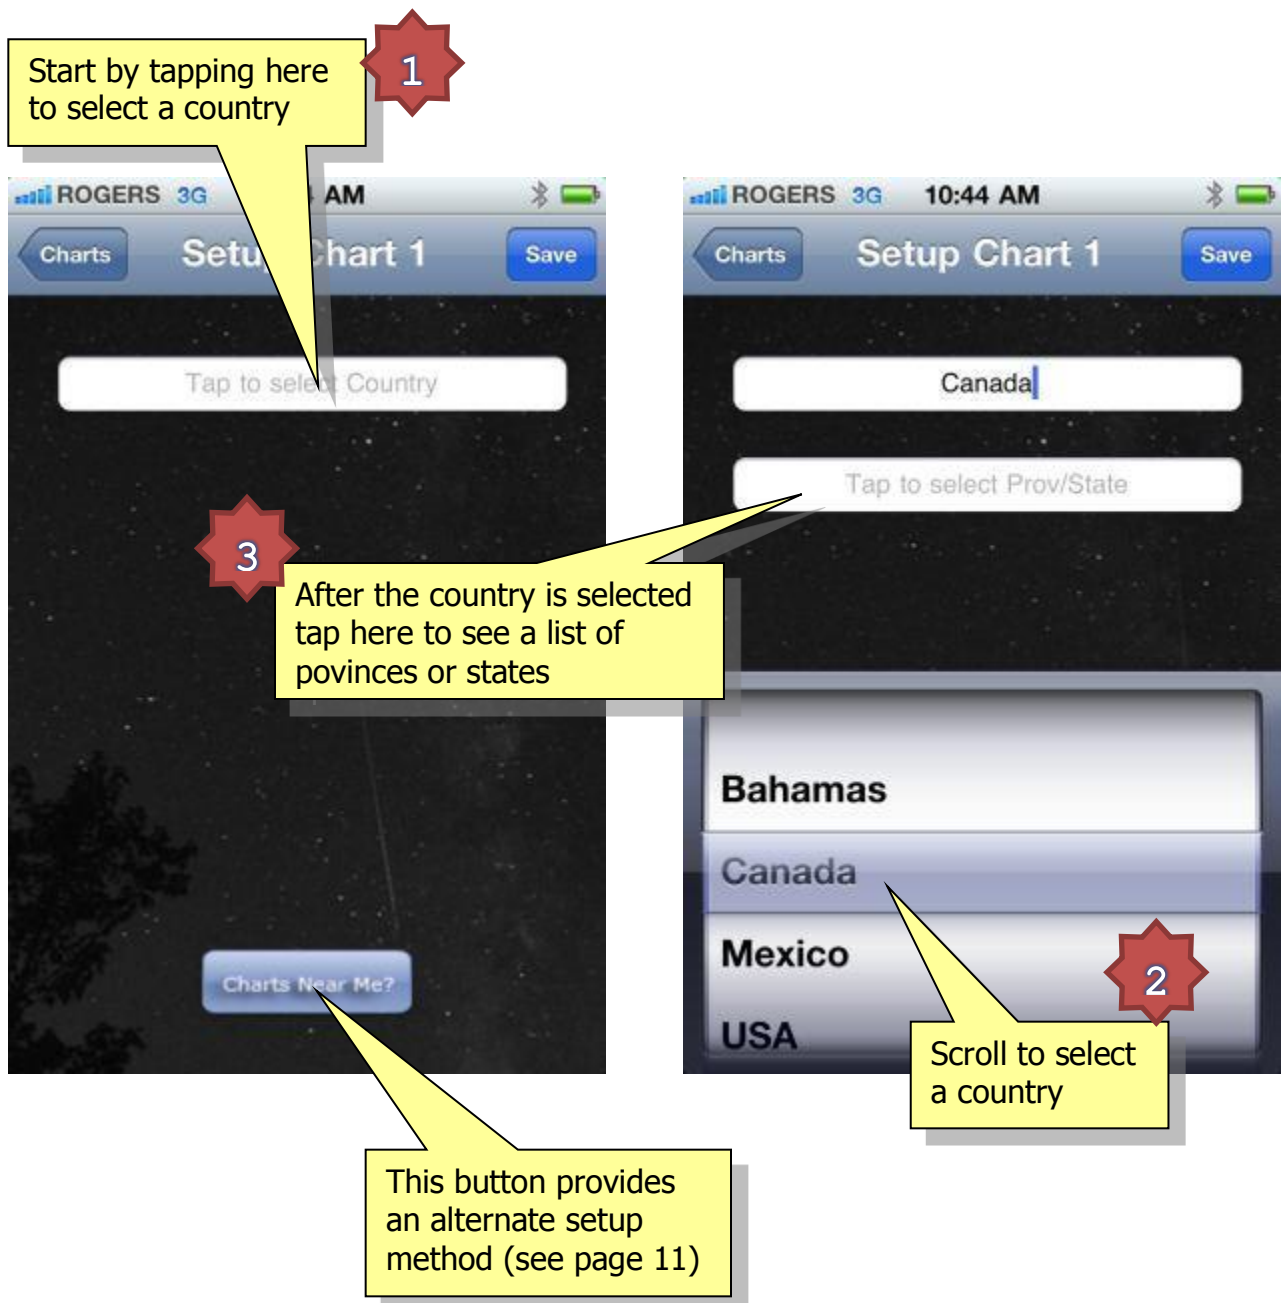 Start by tapping here
to select a country
1
ROGERS 3G AM
Charts
Setup Chart 1
Save
Tap to select Country
ROGERS 3G 10:44 AM
Charts
Setup Chart 1
Save
Canada
Tap to select Prov/State
3
After the country is selected
tap here to see a list of
povinces or states
Bahamas
Canada
Mexico
USA
2
Scroll to select
a country
Charts Near Me?
This button provides
an alternate setup
method (see page 11)